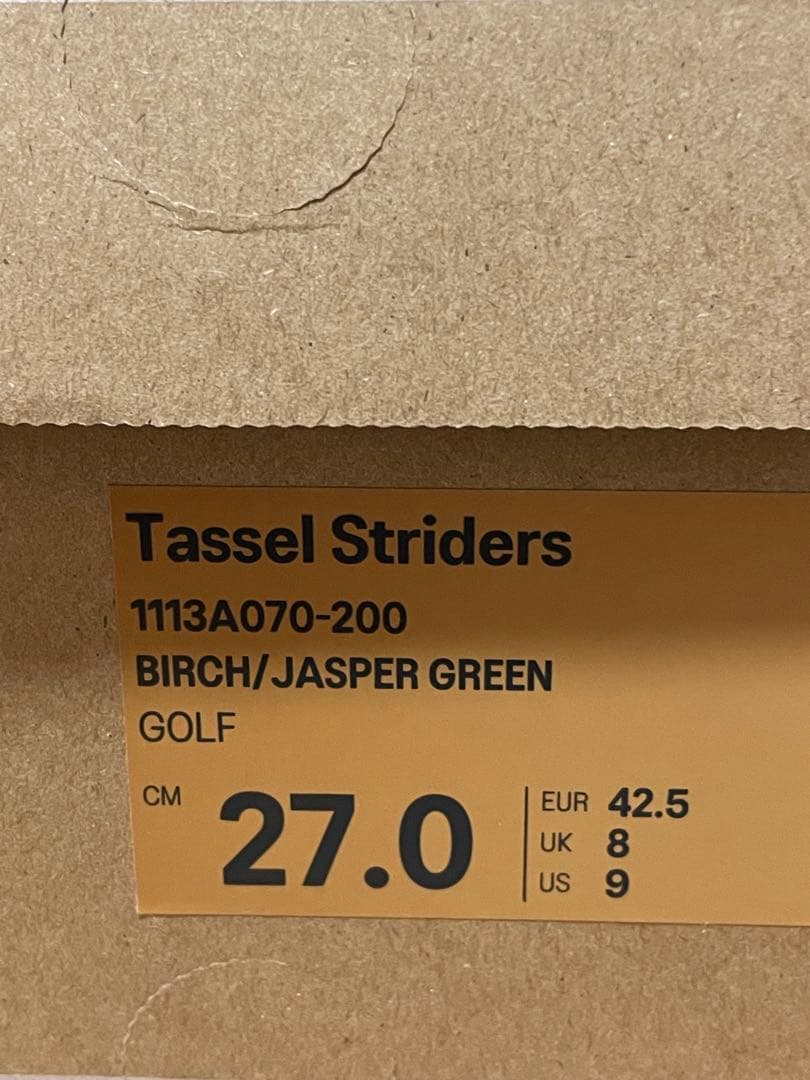 Tassel Striders
1113A070-200
BIRCH/JASPER GREEN
GOLF
CM 27.0
EUR 42.5
UK 8
US 9